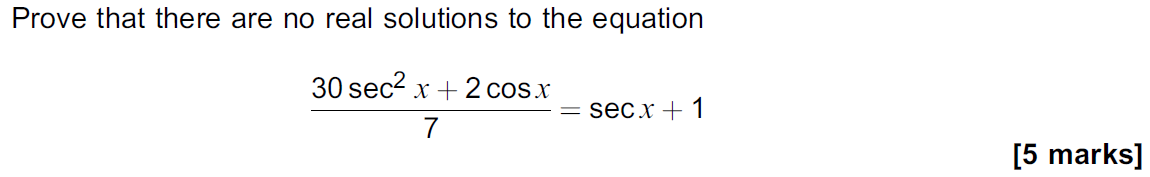 Prove that there are no real solutions to the equation
30 sec² x + 2 cos x
7
= sec x + 1
[5 marks]